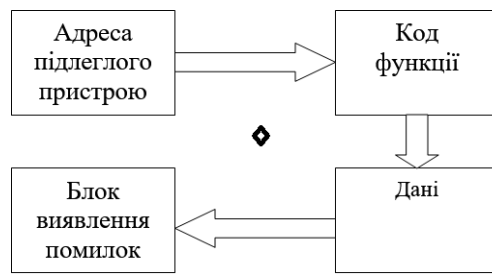 Адреса
підлеглого
пристрою
Код
функції
Блок
виявлення
помилок
Дані